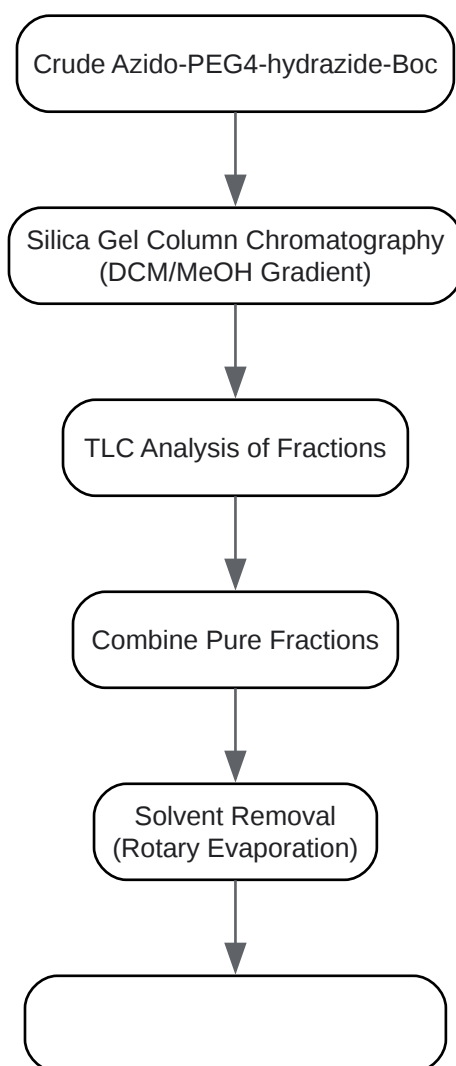 Crude Azido-PEG4-hydrazide-Boc
Silica Gel Column Chromatography
(DCM/MeOH Gradient)
TLC Analysis of Fractions
Combine Pure Fractions
Solvent Removal
(Rotary Evaporation)